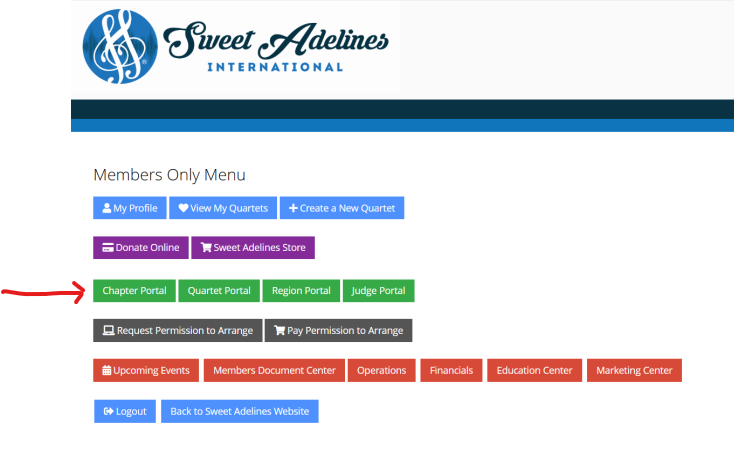 Sweet Adelines
INTERNATIONAL
Members Only Menu
My Profile View My Quartets Create a New Quartet
Donate Online Sweet Adelines Store
Chapter Portal Quartet Portal Region Portal Judge Portal
Request Permission to Arrange Pay Permission to Arrange
Upcoming Events Members Document Center Operations Financials Education Center Marketing Center
Logout Back to Sweet Adelines Website